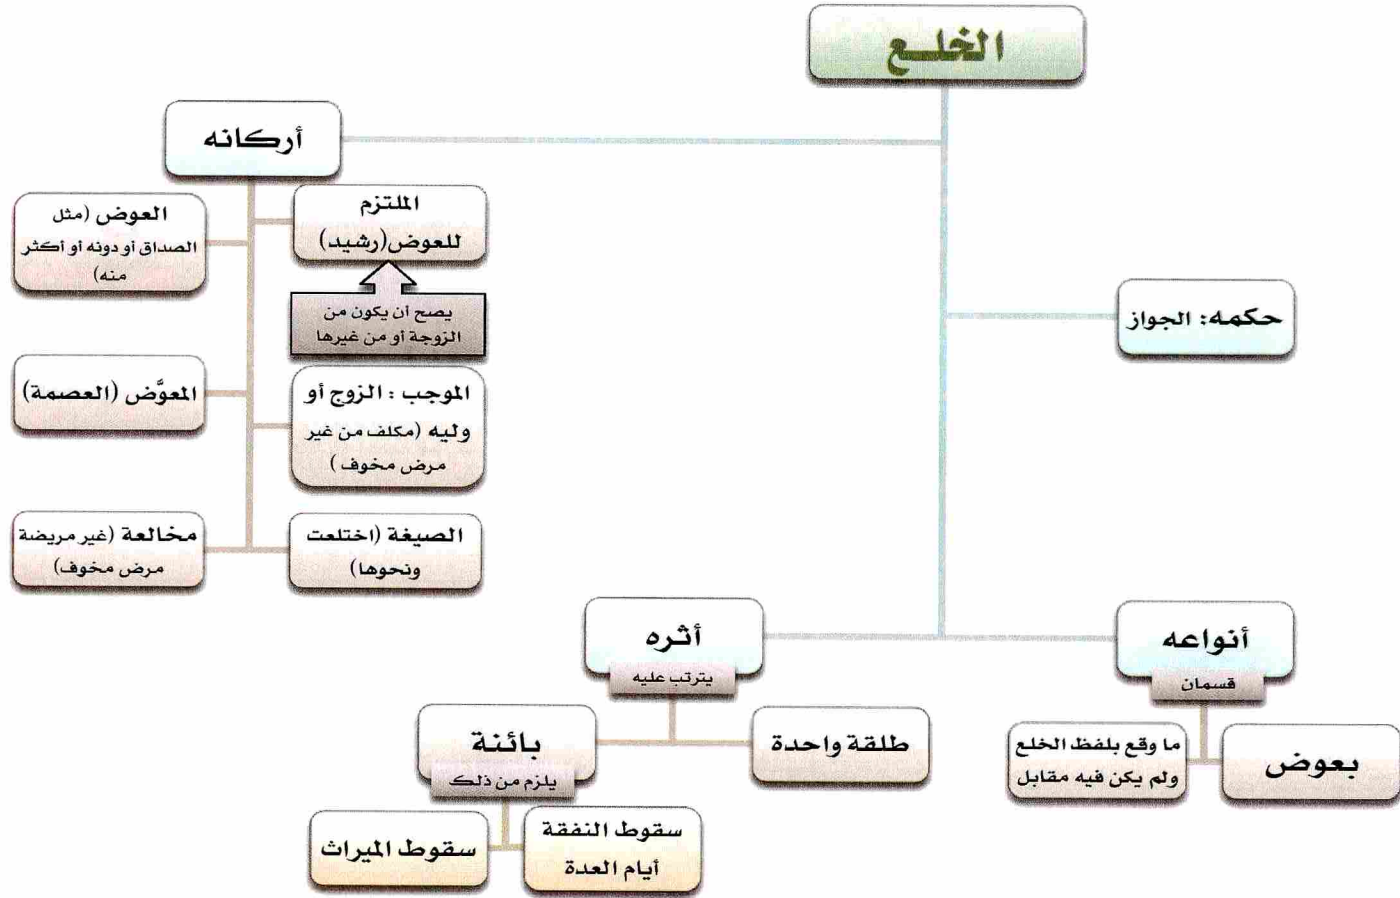 الخلع
أركانه
الملتزم
للعوض(رشيد)
يصح أن يكون من
الزوجة أو من غيرها
العوض (مثل
الصداق أو دونه أو أكثر
منه)
الموجب : الزوج أو
وليه (مكلف من غير
مرض مخوف )
المعوَّض (العصمة)
الصيغة (اختلعت
ونحوها)
مخالعة (غير مريضة
مرض مخوف)
حكمه: الجواز
أنواعه
قسمان
بعوض
ما وقع بلفظ الخلع
ولم يكن فيه مقابل
أثره
يترتب عليه
طلقة واحدة
بائنة
يلزم من ذلك
سقوط النفقة
أيام العدة
سقوط الميراث